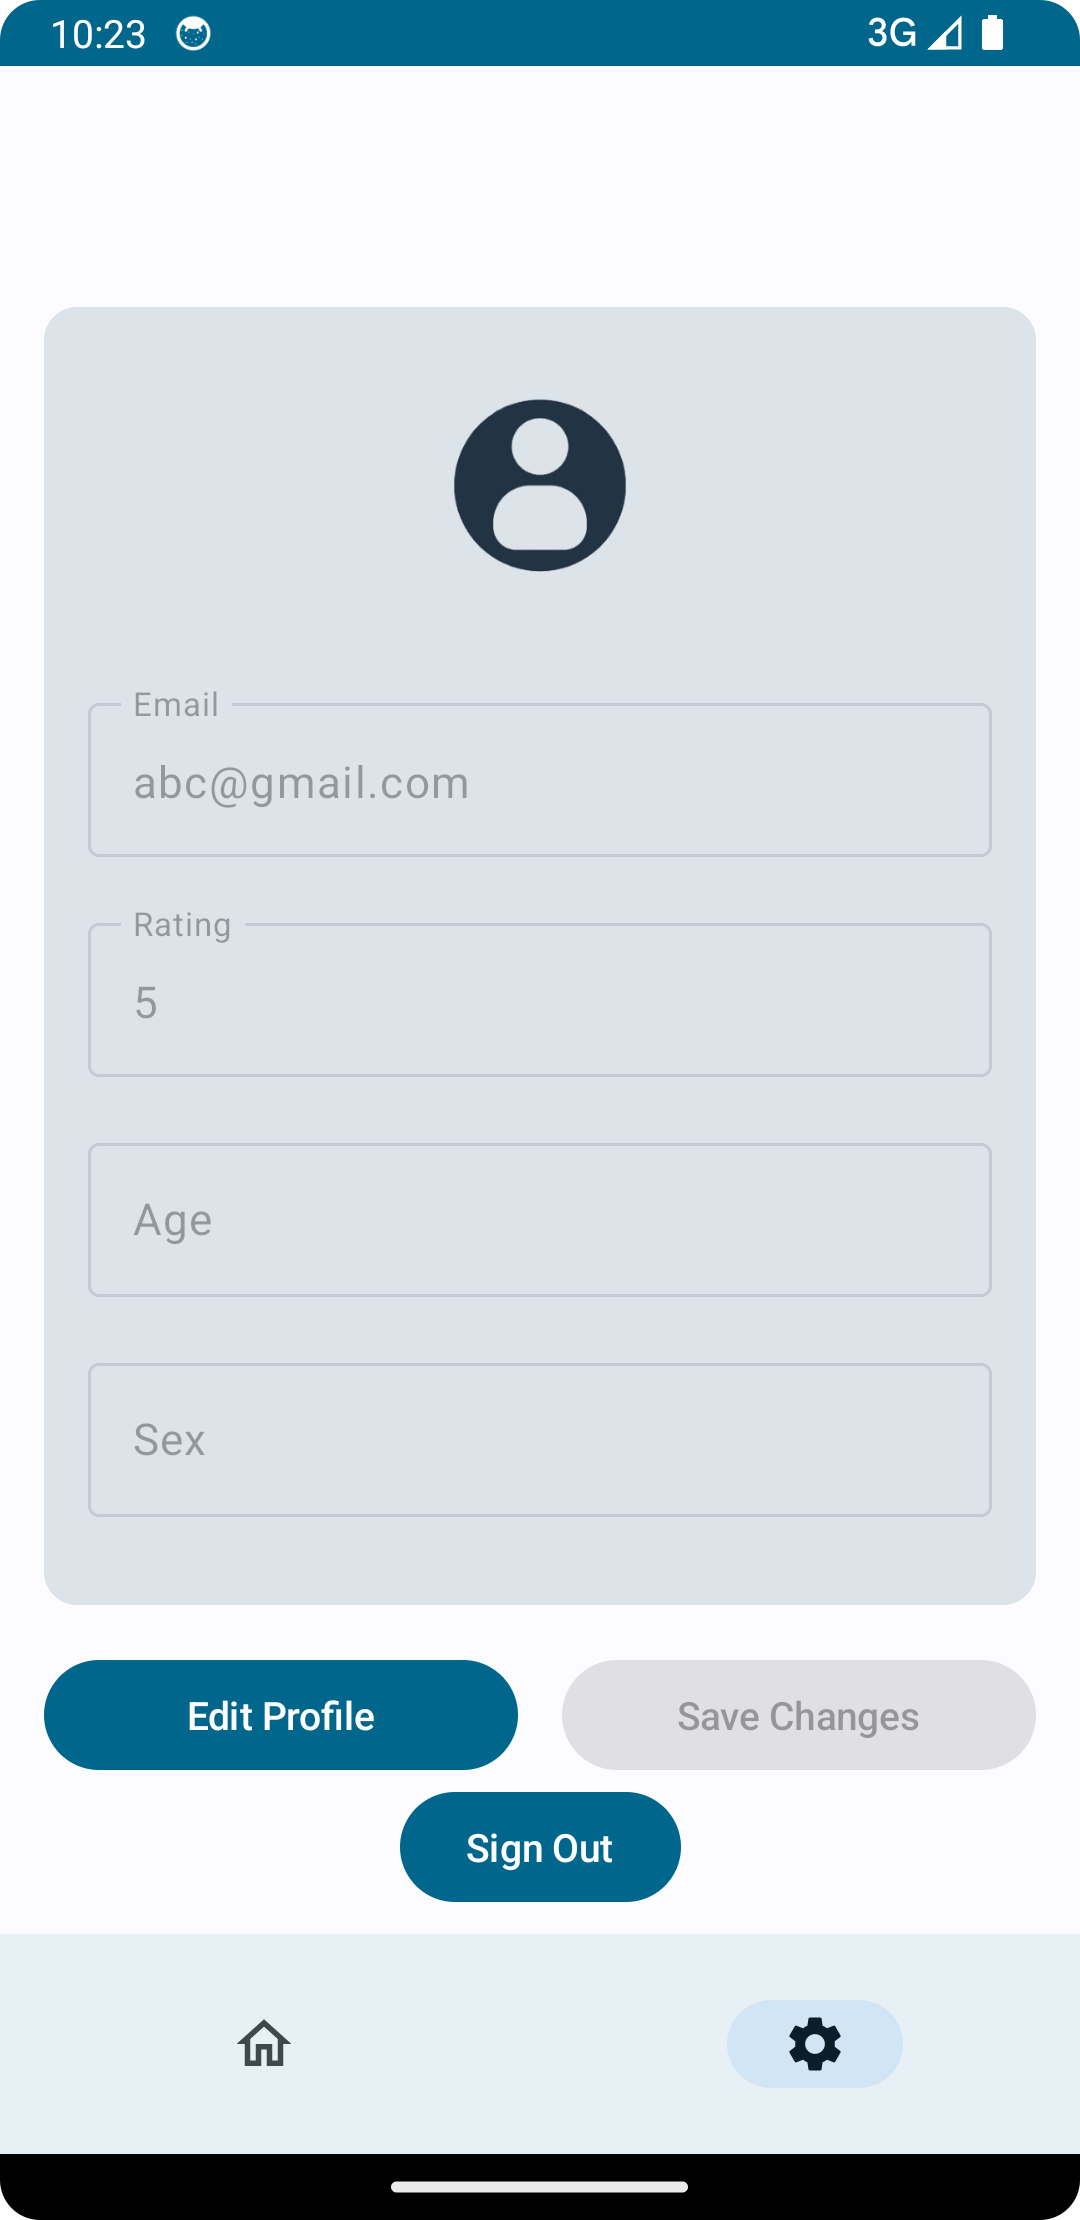 10:23
3G
Email
abc@gmail.com
Rating
5
Age
Sex
Edit Profile
Save Changes
Sign Out